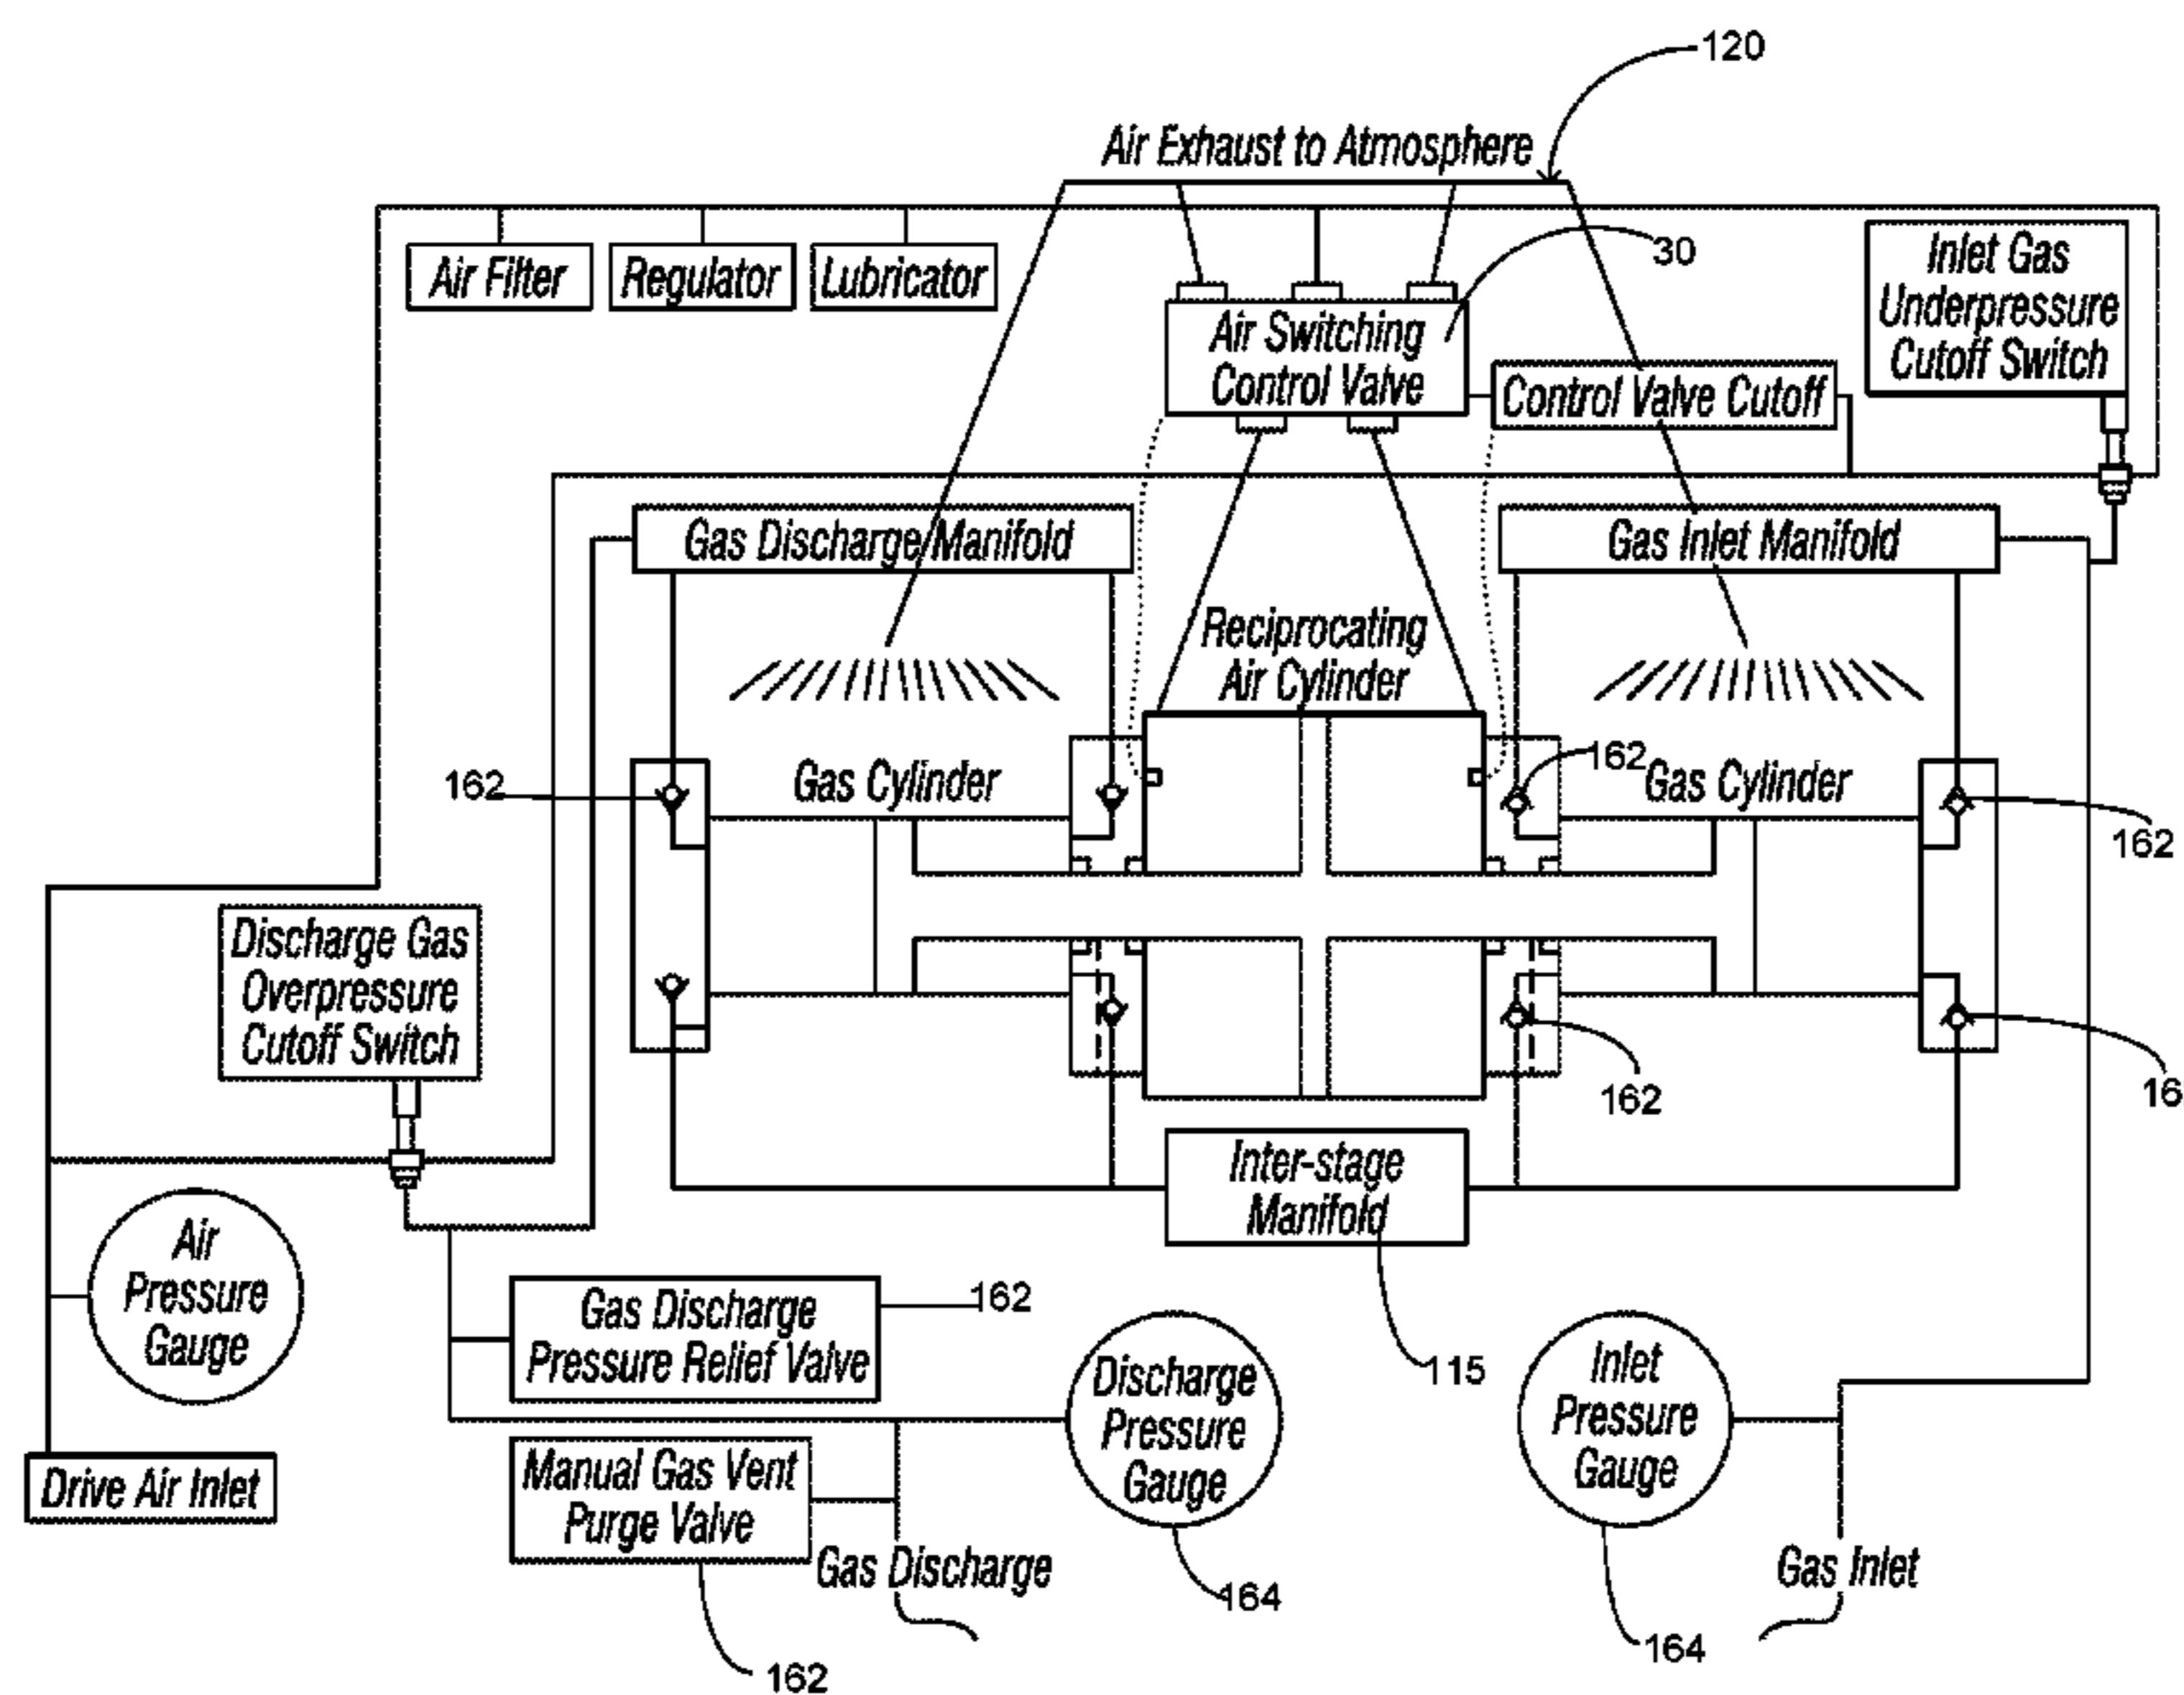 120
Air Exhaust to Atmosphere
30
Air Filter
Regulator
Lubricator
Air Switching
Control Valve
Control Valve Cutoff
Inlet Gas
Underpressure
Cutoff Switch
Gas Discharge Manifold
Gas Inlet Manifold
Reciprocating
Air Cylinder
162
Gas Cylinder
162
Gas Cylinder
162
Discharge Gas
Overpressure
Cutoff Switch
162
16
Inter-stage
Manifold
Air
Pressure
Gauge
Gas Discharge
Pressure Relief Valve
162
115
Discharge
Pressure
Gauge
Inlet
Pressure
Gauge
Drive Air Inlet
Manual Gas Vent
Purge Valve
Gas Discharge
Gas Inlet
164
164
162